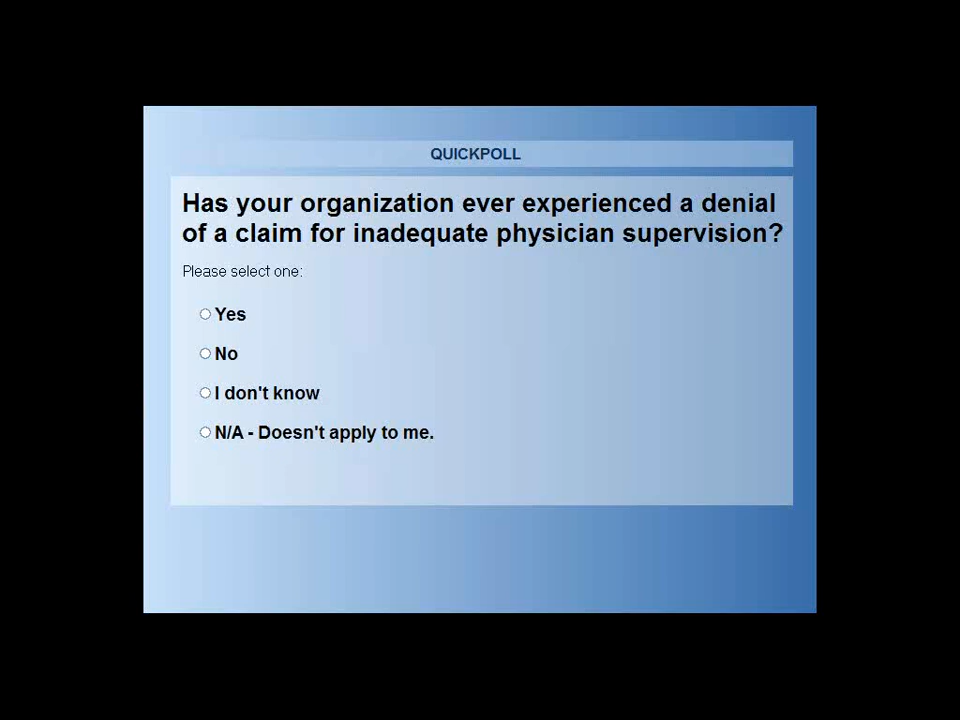 QUICKPOLL
Has your organization ever experienced a denial
of a claim for inadequate physician supervision?
Please select one:
Yes
No
I don't know
N/A - Doesn't apply to me.